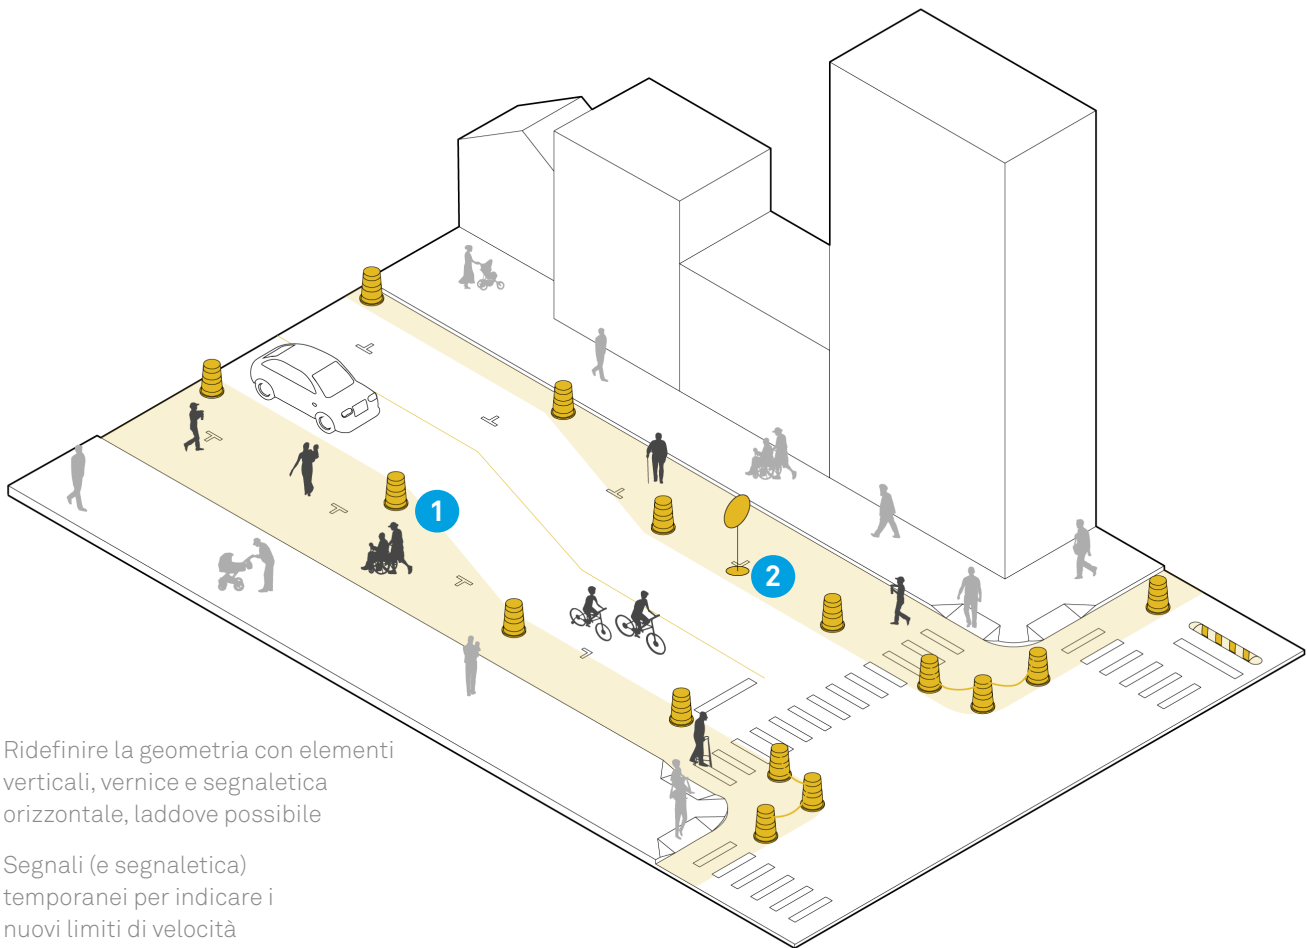 1
2
Ridefinire la geometria con elementi
verticali, vernice e segnaletica
orizzontale, laddove possibile
Segnali (e segnaletica)
temporanei per indicare i
nuovi limiti di velocità